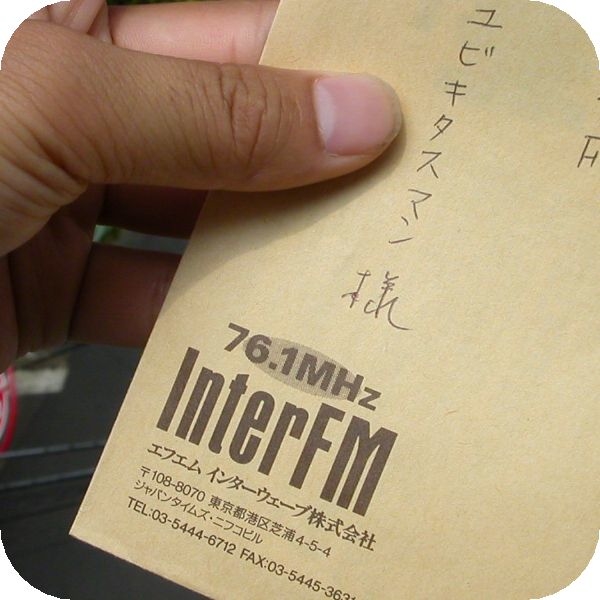 ユビキタスマン
様
76.1MHz
InterFM
エフエム インターウェーブ株式会社
〒108-8070 東京都港区芝浦4-5-4
ジャパンタイムズ・ニフコビル
TEL:03-5444-6712 FAX:03-5445-3631